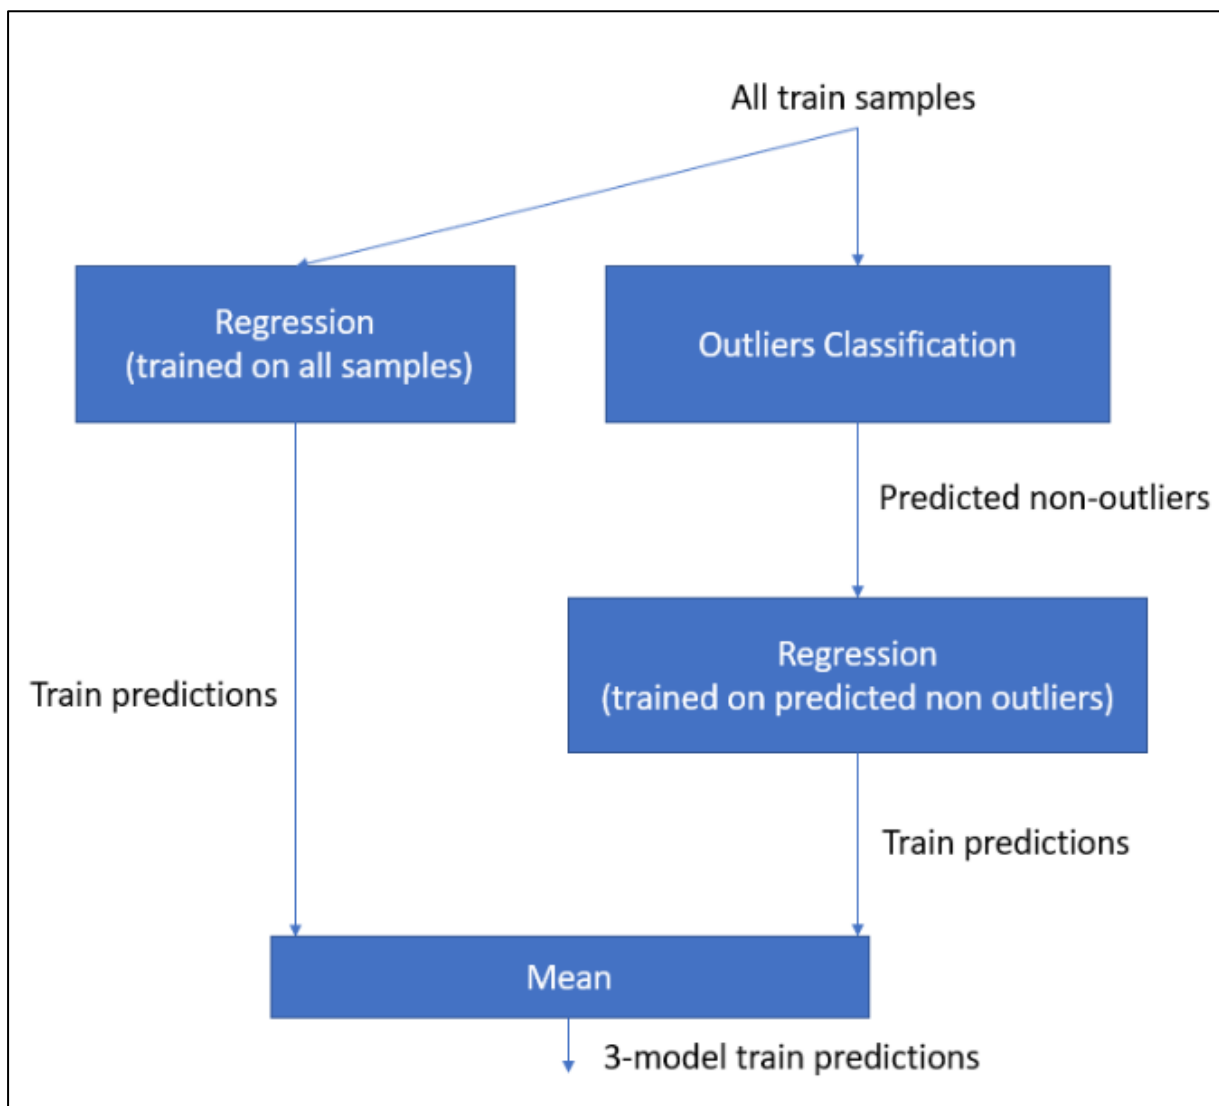 All train samples
Regression
(trained on all samples)
Outliers Classification
Predicted non-outliers
Regression
(trained on predicted non outliers)
Train predictions
Train predictions
Mean
3-model train predictions